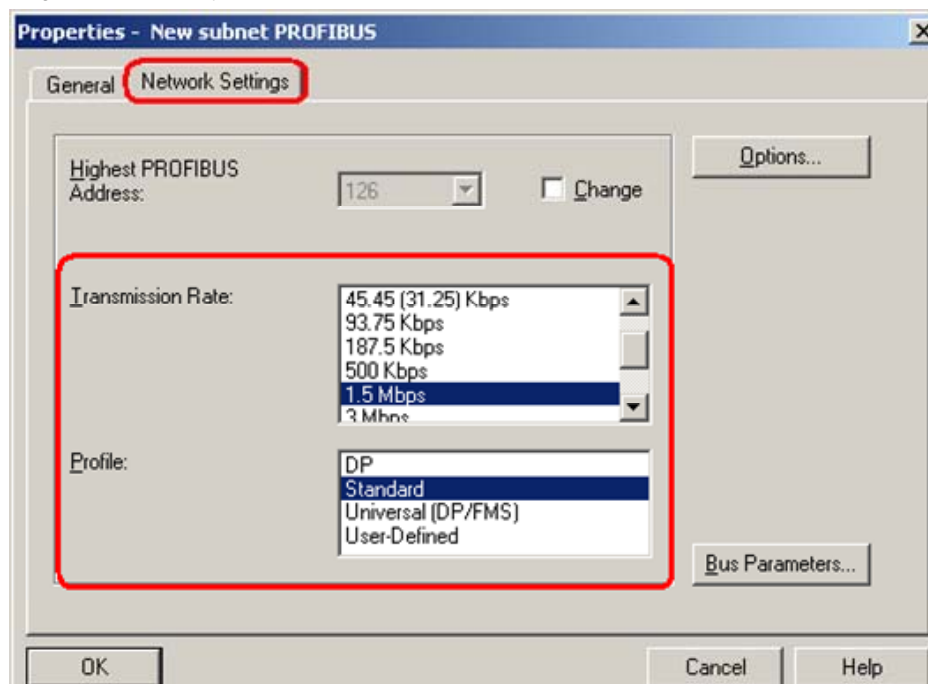 Properties - New subnet PROFIBUS
General
Network Settings
Highest PROFIBUS
Address:
126
Change
Options...
Transmission Rate:
45.45 (31.25) Kbps
93.75 Kbps
187.5 Kbps
500 Kbps
1.5 Mbps
3 Mbps
Profile:
DP
Standard
Universal (DP/FMS)
User-Defined
Bus Parameters...
OK
Cancel
Help